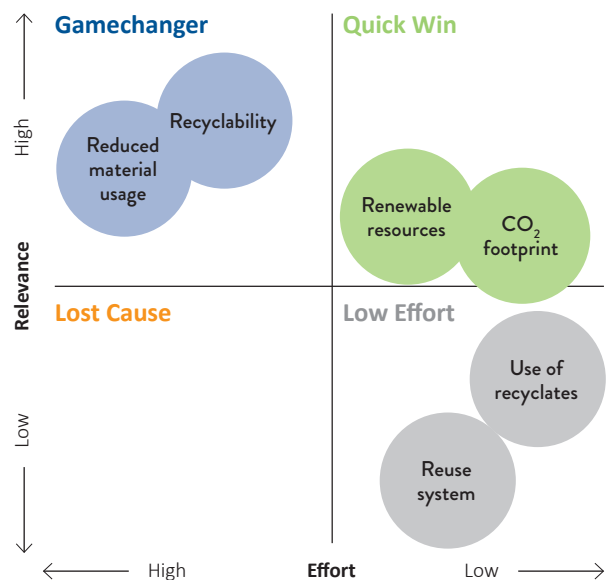 Gamechanger
Quick Win
High
Recyclability
Reduced
material
usage
Renewable
resources
CO₂
footprint
Relevance
Lost Cause
Low Effort
Use of
recyclates
Low
Reuse
system
High
Effort
Low